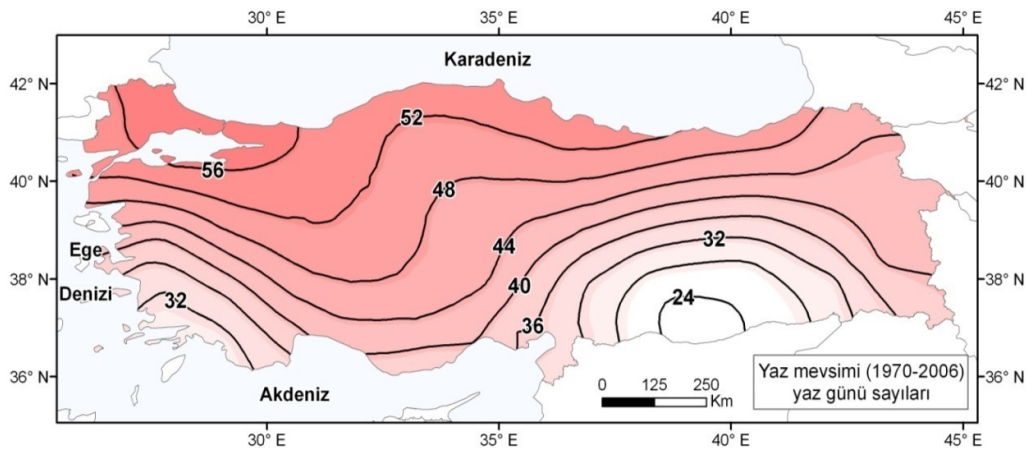 30° E 35° E 40° E 45° E
42° N 42° N
Karadeniz
52
56
40° N 40° N
48
44
32
Ege
40
38° N 38° N
Denizi
32
24
36
36° N 36° N
Akdeniz
0 125 250
Km
Yaz mevsimi (1970-2006)
yaz günü sayıları
30° E 35° E 40° E 45° E